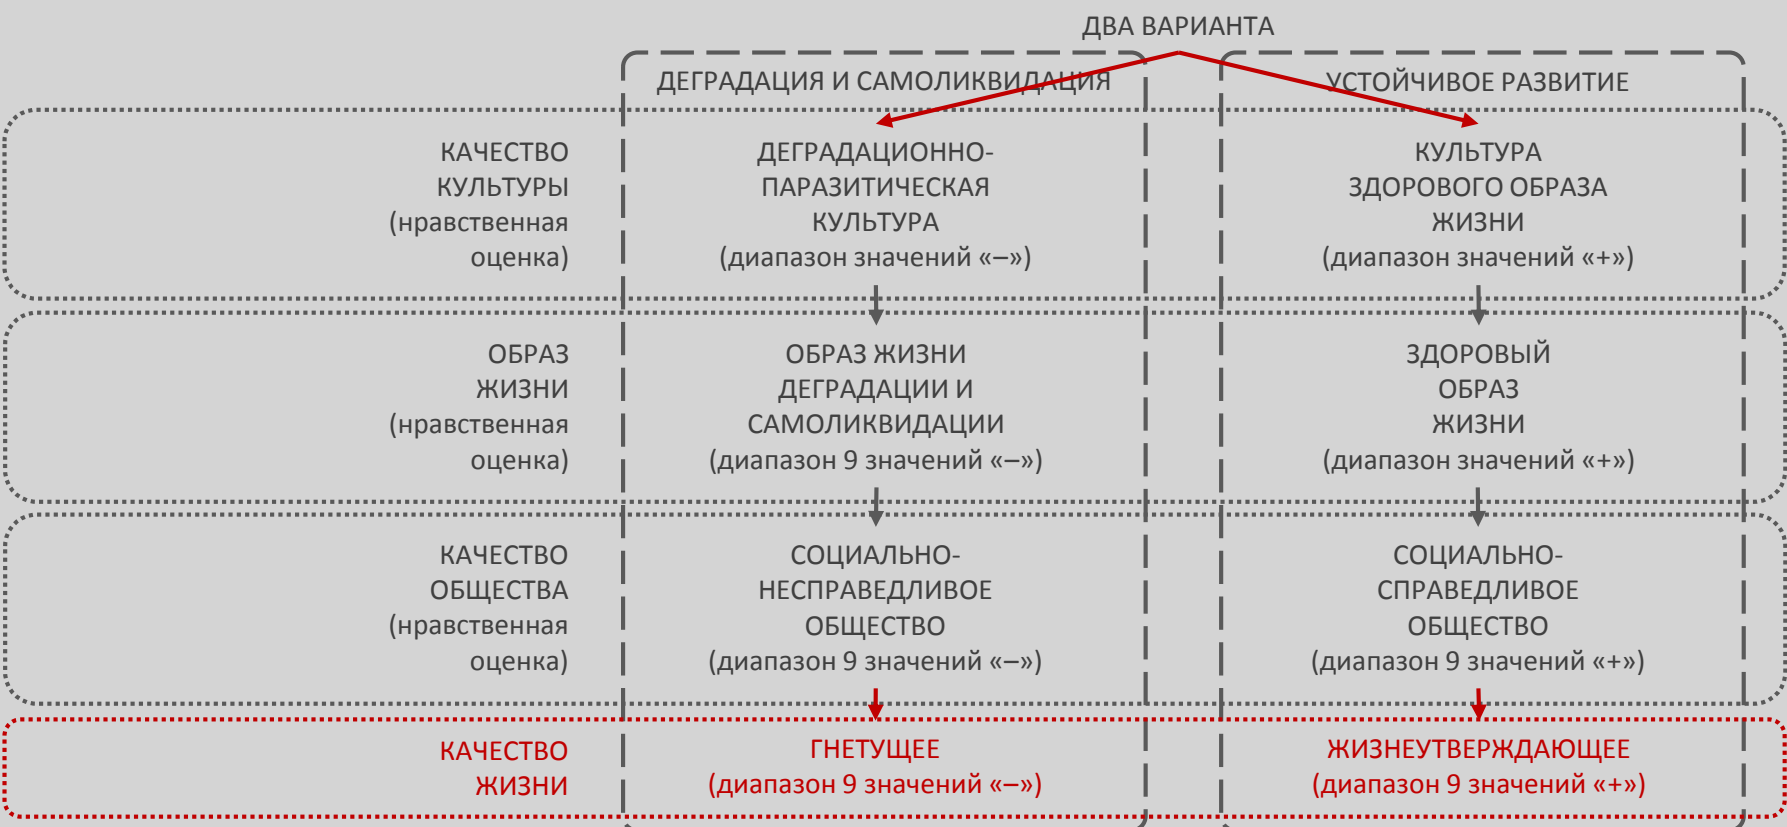 ДВА ВАРИАНТА
ДЕГРАДАЦИЯ И САМОЛИКВИДАЦИЯ
УСТОЙЧИВОЕ РАЗВИТИЕ
КАЧЕСТВО
КУЛЬТУРЫ
(нравственная
оценка)
ДЕГРАДАЦИОННО-
ПАРАЗИТИЧЕСКАЯ
КУЛЬТУРА
(диапазон значений «–»)
КУЛЬТУРА
ЗДОРОВОГО ОБРАЗА
ЖИЗНИ
(диапазон значений «+»)
ОБРАЗ
ЖИЗНИ
(нравственная
оценка)
ОБРАЗ ЖИЗНИ
ДЕГРАДАЦИИ И
САМОЛИКВИДАЦИИ
(диапазон 9 значений «–»)
ЗДОРОВЫЙ
ОБРАЗ
ЖИЗНИ
(диапазон значений «+»)
КАЧЕСТВО
ОБЩЕСТВА
(нравственная
оценка)
СОЦИАЛЬНО-
НЕСПРАВЕДЛИВОЕ
ОБЩЕСТВО
(диапазон 9 значений «–»)
СОЦИАЛЬНО-
СПРАВЕДЛИВОЕ
ОБЩЕСТВО
(диапазон 9 значений «+»)
КАЧЕСТВО
ЖИЗНИ
ГНЕТУЩЕЕ
(диапазон 9 значений «–»)
ЖИЗНЕУТВЕРЖДАЮЩЕЕ
(диапазон 9 значений «+»)